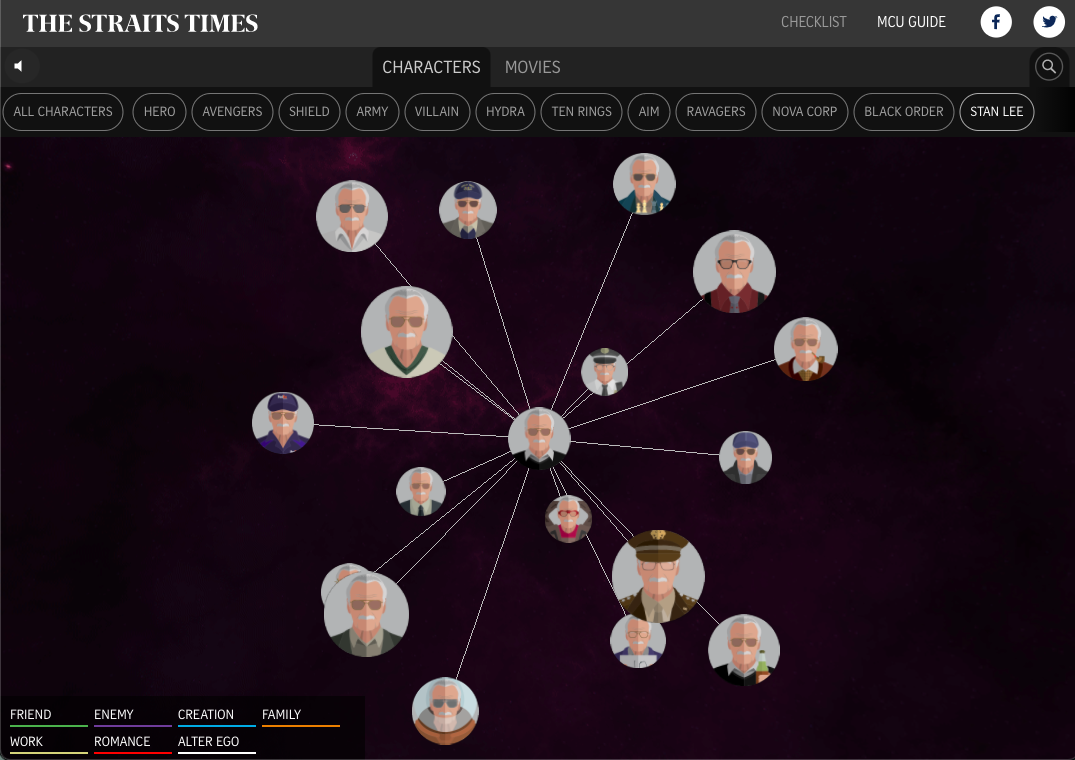 THE STRAITS TIMES
CHECKLIST MCU GUIDE
CHARACTERS MOVIES
ALL CHARACTERS HERO AVENGERS SHIELD ARMY VILLAIN HYDRA TEN RINGS AIM RAVAGERS NOVA CORP BLACK ORDER STAN LEE
FRIEND ENEMY CREATION FAMILY
WORK ROMANCE ALTER EGO